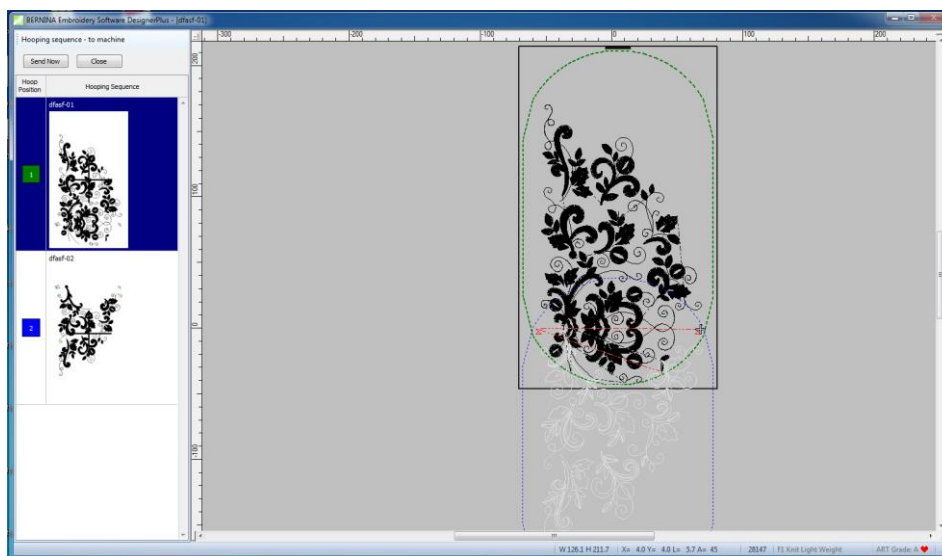 BERNINA Embroidery Software DesignerPlus - [dfasf-01]
Hooping sequence - to machine
Send Now Close
Hoop Position Hooping Sequence
dfasf-01
1
dfasf-02
2
-300 -200 -100 0 100 200
200
100
0
-100
W 126.1 H 211.7 X= 4.0 Y= 4.0 L= 5.7 A= 45 28147 F1 Knit Light Weight ART Grade: A